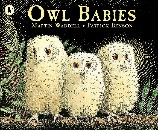 OWL BABIES
MARTIN WADDELL • PATRICK BENSON